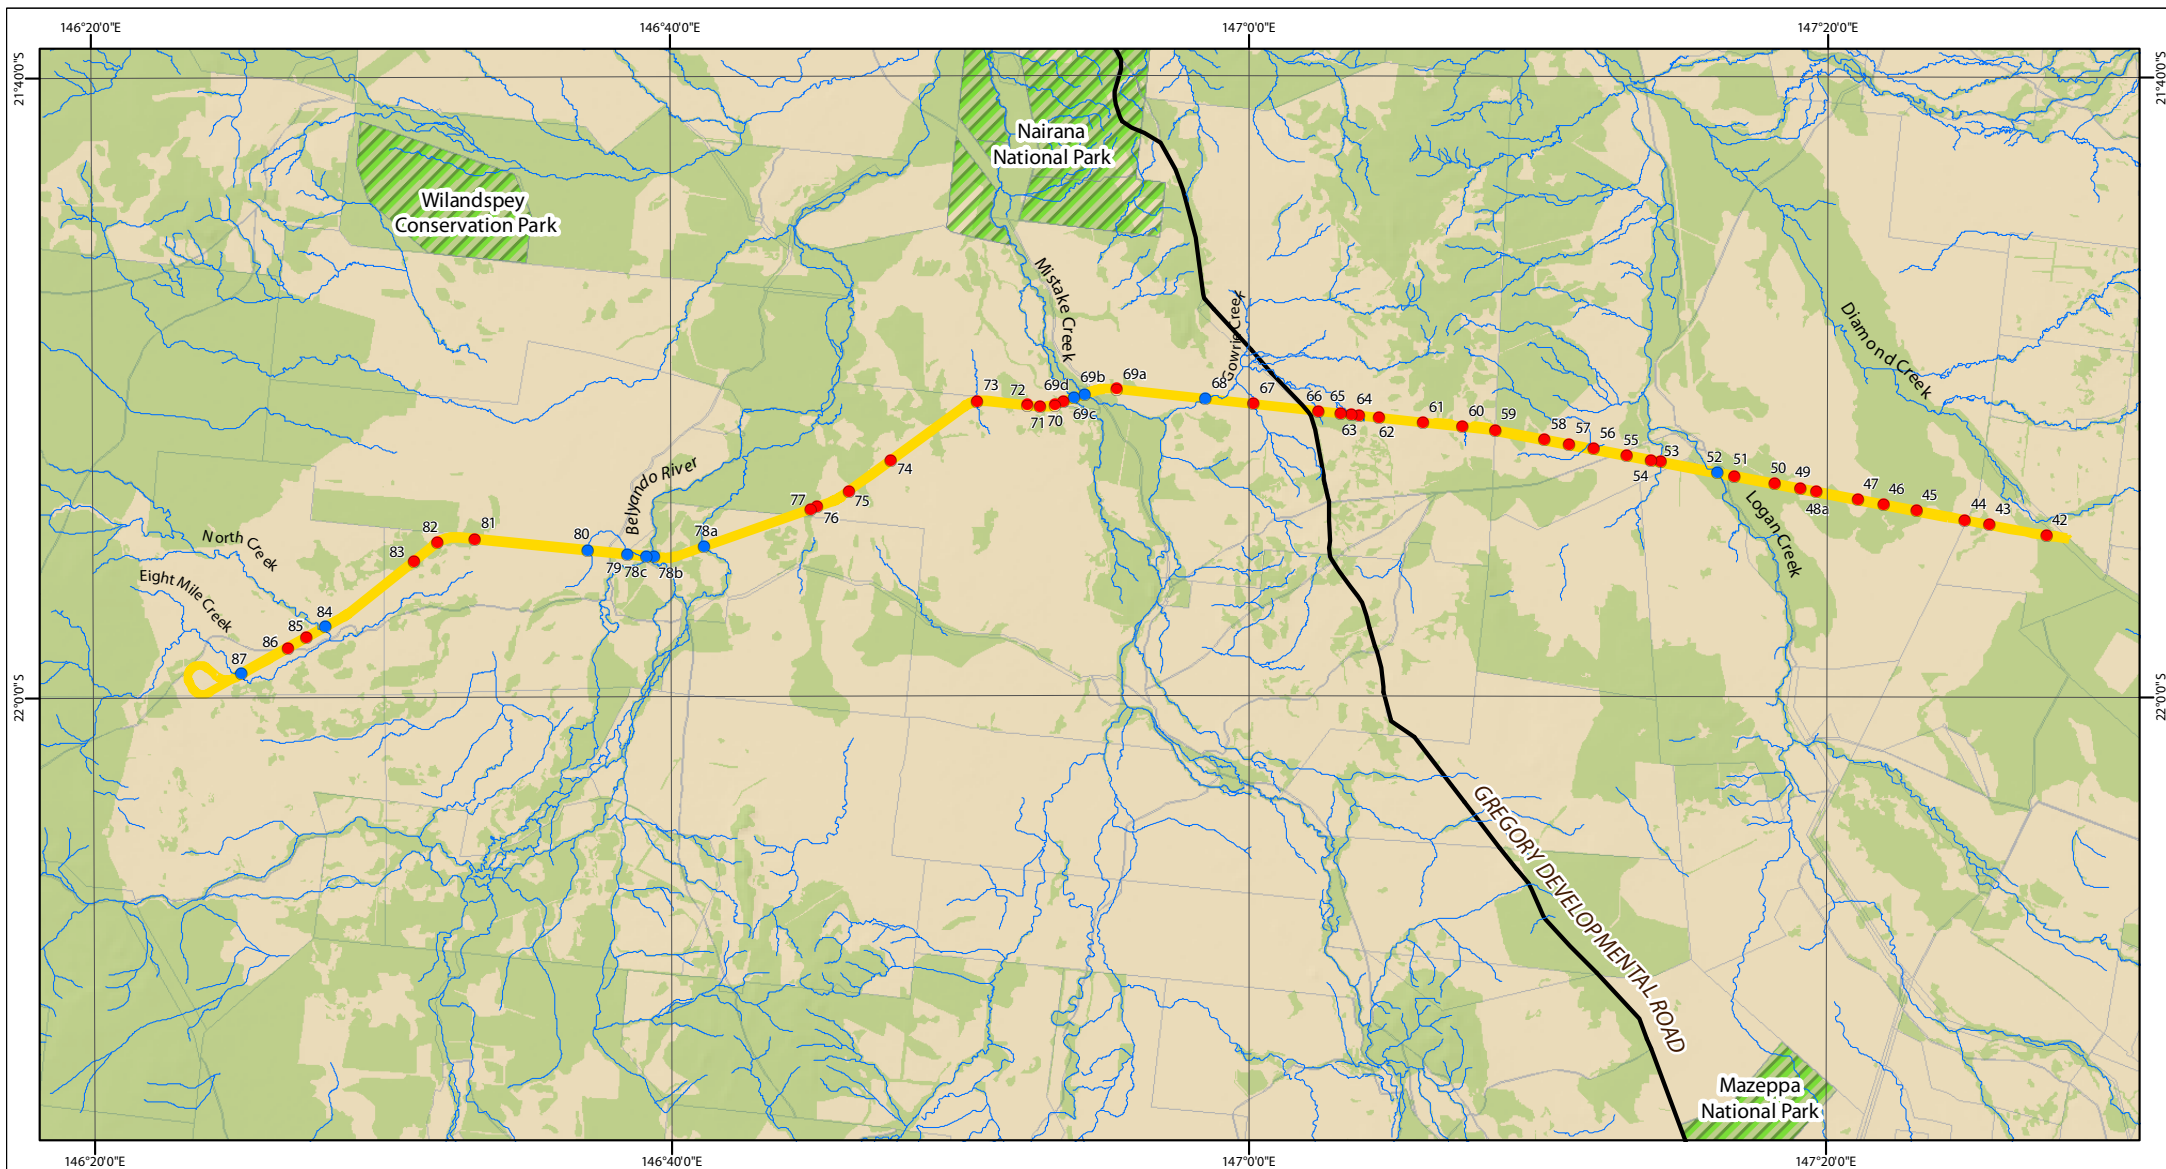 146°20'0"E
146°40'0"E
147°0'0"E
147°20'0"E
21°40'0"S
21°40'0"S
Nairana
National Park
Wilandspey
Conservation Park
Mistake Creek
Gowrie Creek
Diamond Creek
73
72
69d
69b
69a
68
67
66
65
64
71
70
69c
63
62
61
60
59
58
57
56
55
54
53
52
51
50
49
48a
47
46
45
44
43
42
Belyando River
74
75
77
76
78a
80
79
78c
78b
81
82
83
North Creek
Eight Mile Creek
84
85
86
87
Logan Creek
22°0'0"S
22°0'0"S
GREGORY DEVELOPMENTAL ROAD
Mazeppa
National Park
146°20'0"E
146°40'0"E
147°0'0"E
147°20'0"E